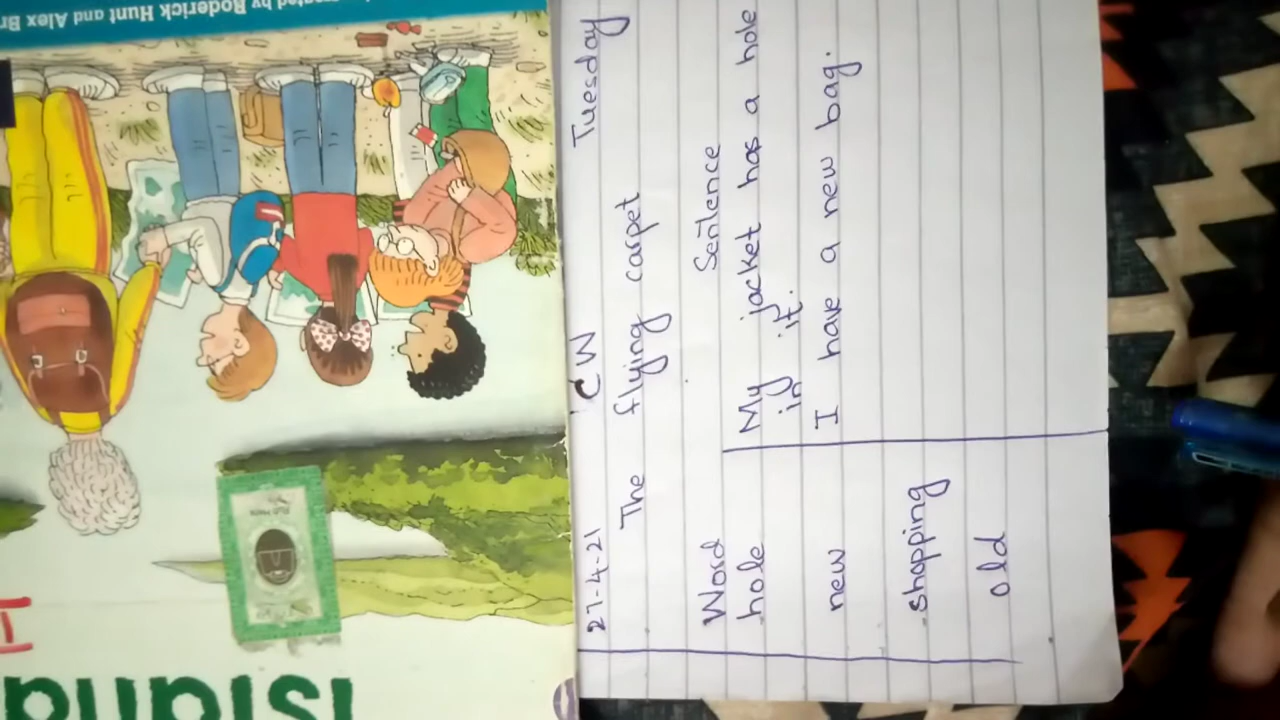 27-4-21 CW Tuesday
The flying carpet
Word Sentence
hole My jacket has a hole
in it.
new I have a new bag.
shopping
old
created by Roderick Hunt and Alex Br
Island